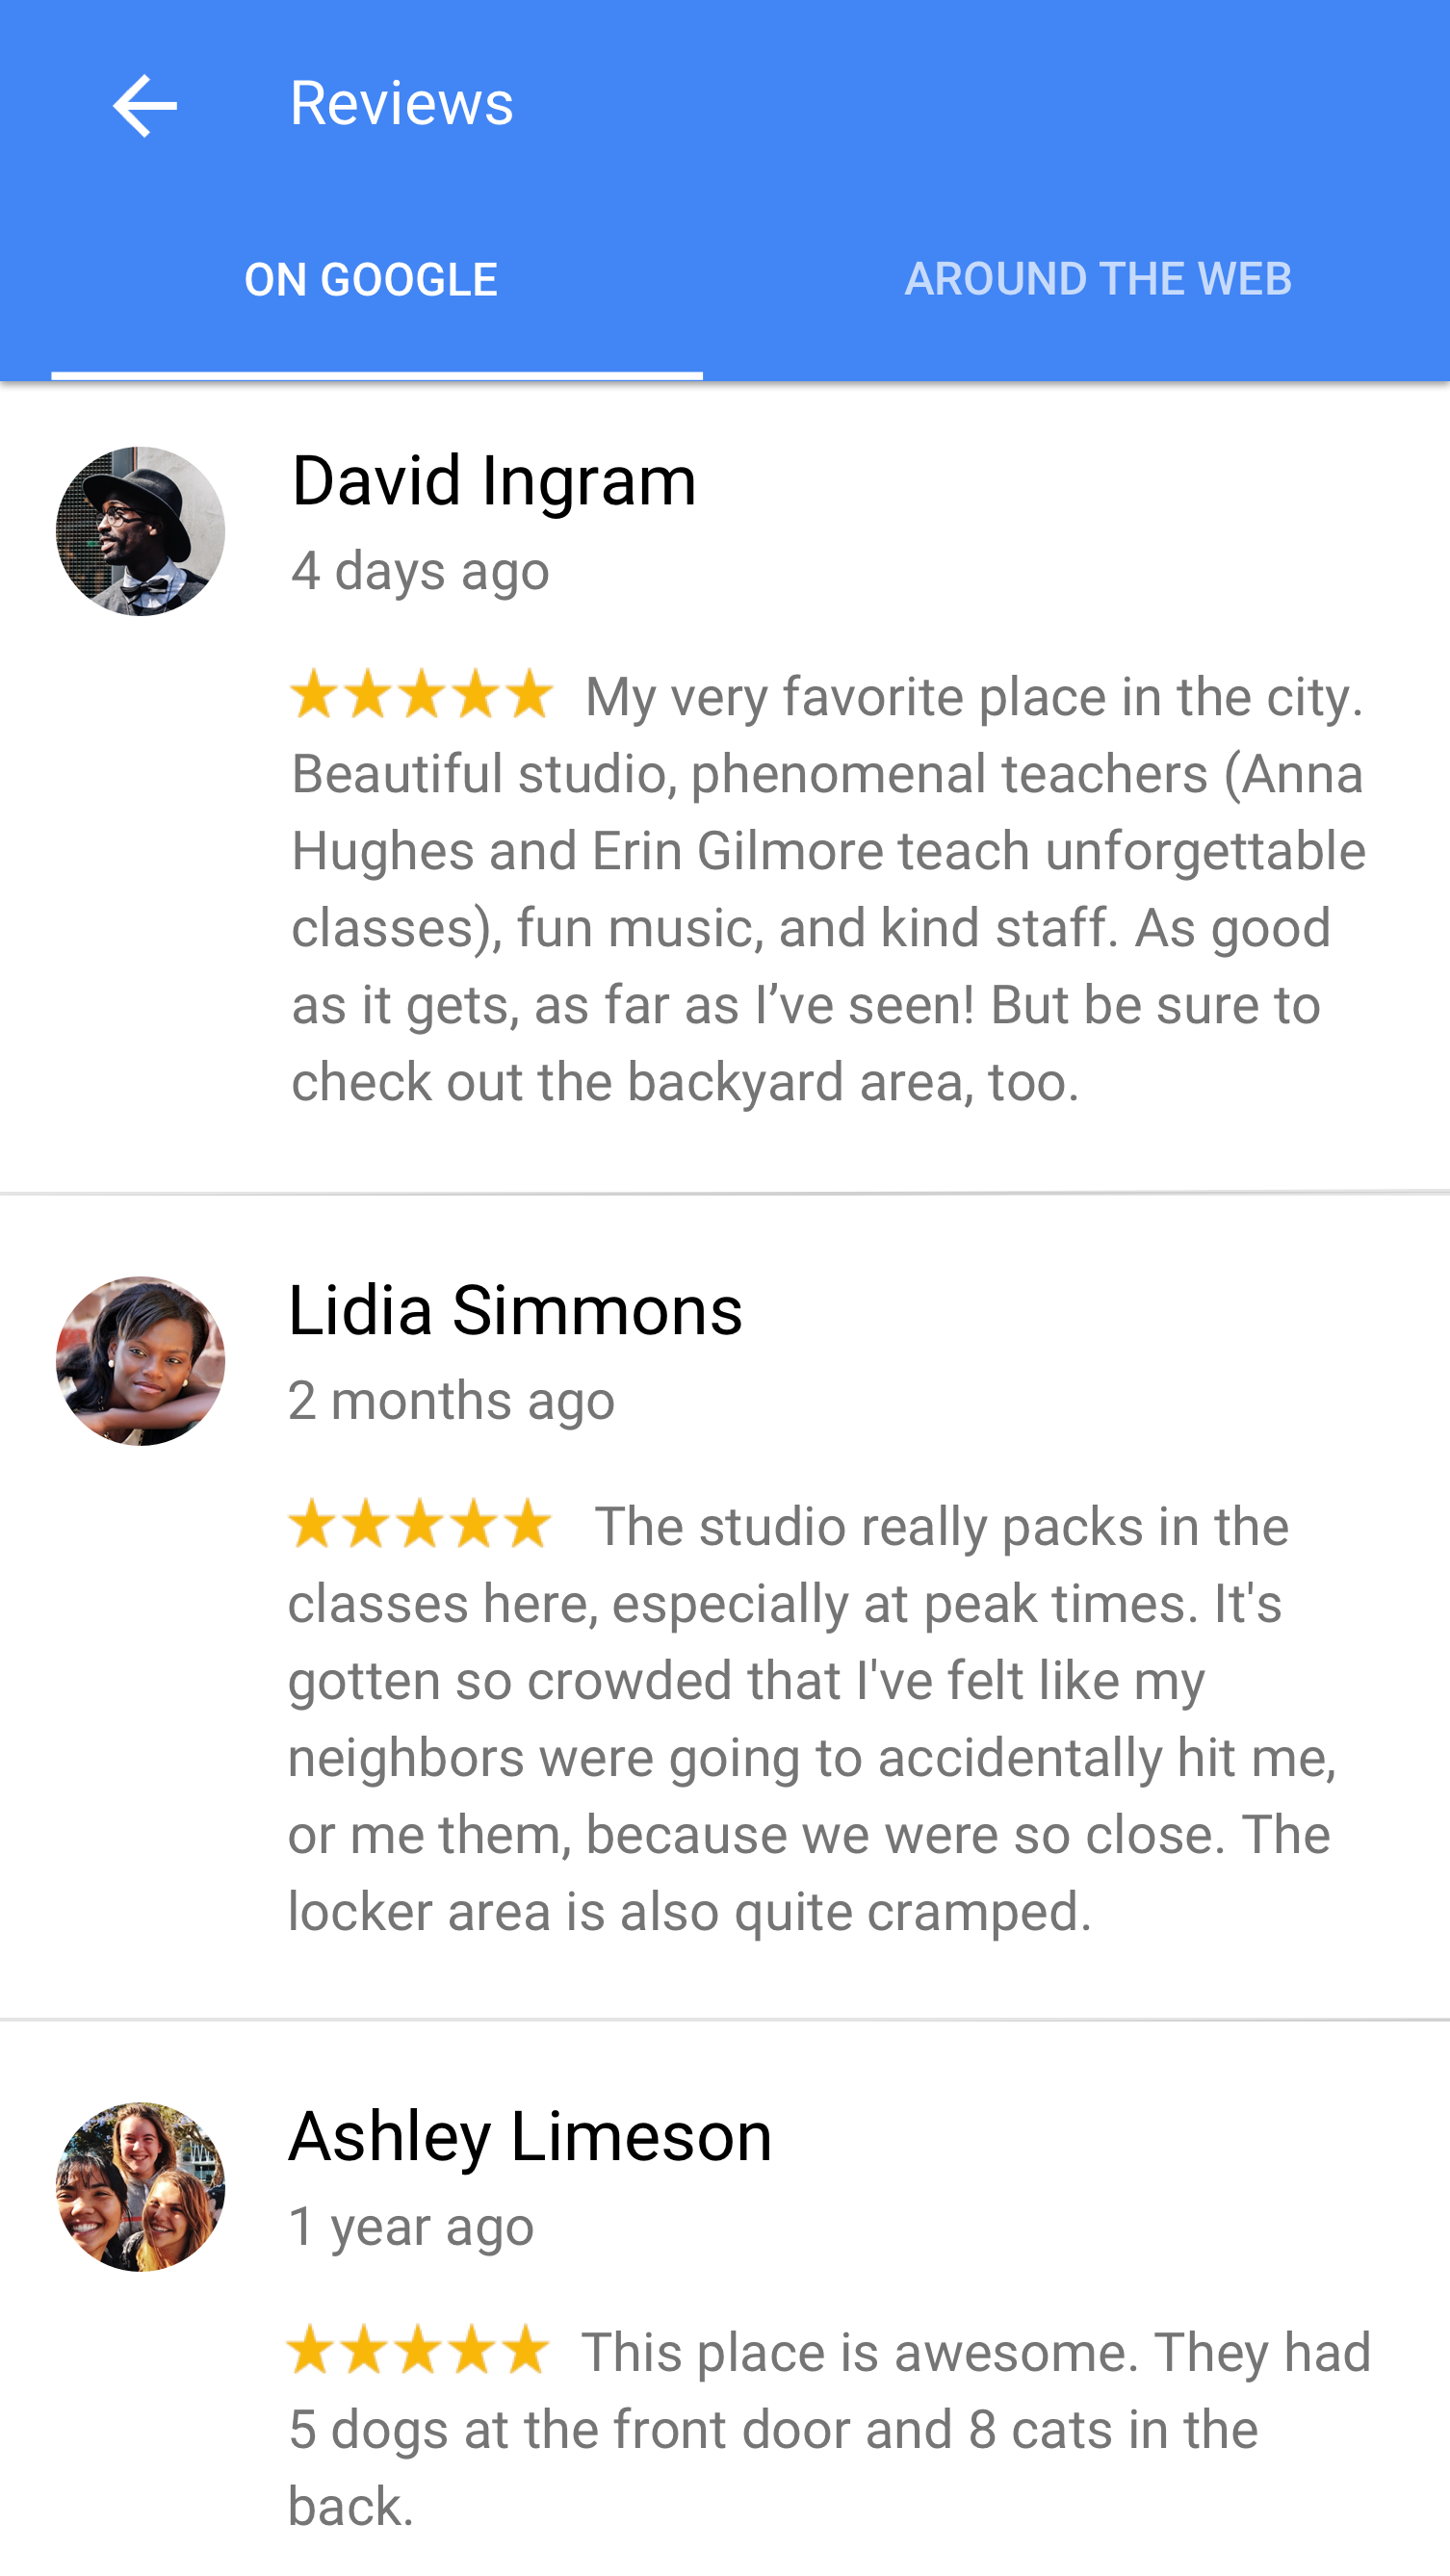 Reviews
ON GOOGLE
AROUND THE WEB
David Ingram
4 days ago
My very favorite place in the city.
Beautiful studio, phenomenal teachers (Anna
Hughes and Erin Gilmore teach unforgettable
classes), fun music, and kind staff. As good
as it gets, as far as I’ve seen! But be sure to
check out the backyard area, too.
Lidia Simmons
2 months ago
The studio really packs in the
classes here, especially at peak times. It's
gotten so crowded that I've felt like my
neighbors were going to accidentally hit me,
or me them, because we were so close. The
locker area is also quite cramped.
Ashley Limeson
1 year ago
This place is awesome. They had
5 dogs at the front door and 8 cats in the
back.